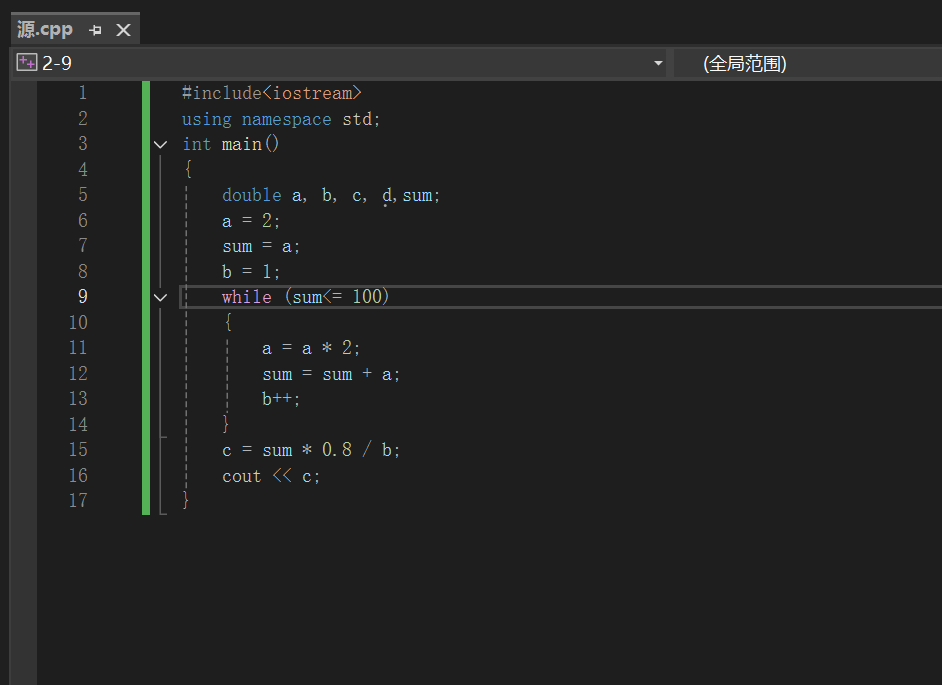 源.cpp
2-9 (全局范围)
1 #include<iostream>
2 using namespace std;
3 int main()
4 {
5 double a, b, c, d,sum;
6 a = 2;
7 sum = a;
8 b = 1;
9 while (sum<= 100)
10 {
11 a = a * 2;
12 sum = sum + a;
13 b++;
14 }
15 c = sum * 0.8 / b;
16 cout << c;
17 }